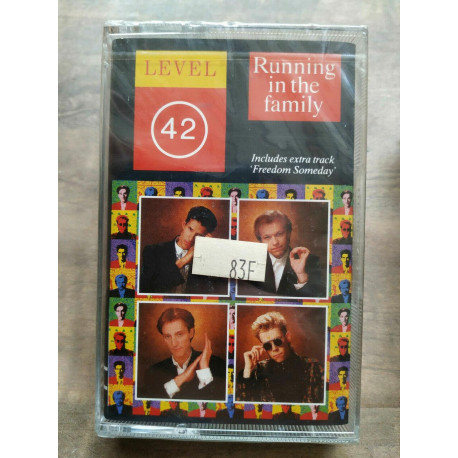 LEVEL
42
Running
in the
family
Includes extra track
'Freedom Someday'
83F